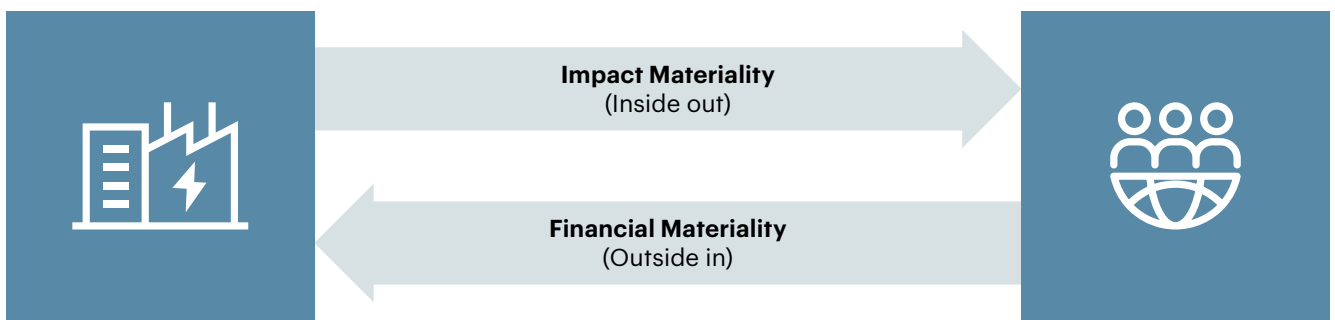 Impact Materiality
(Inside out)
Financial Materiality
(Outside in)